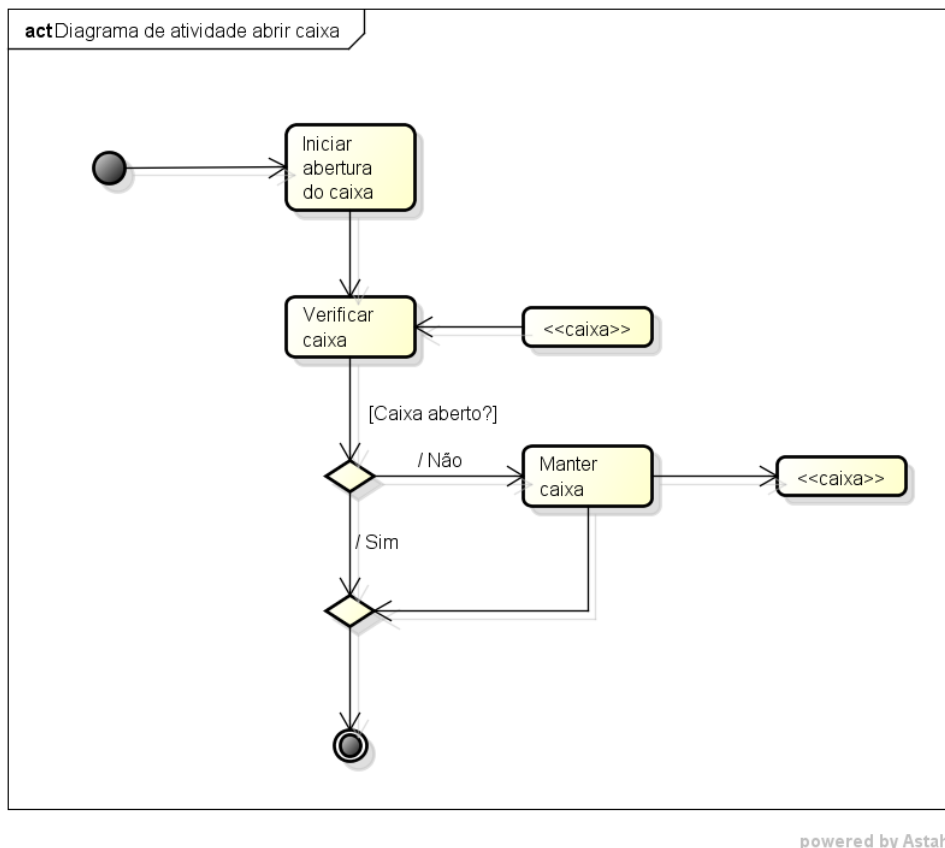 act Diagrama de atividade abrir caixa
Iniciar
abertura
do caixa
Verificar
caixa
<<caixa>>
[Caixa aberto?]
/ Não
Manter
caixa
<<caixa>>
/ Sim
powered by Astah